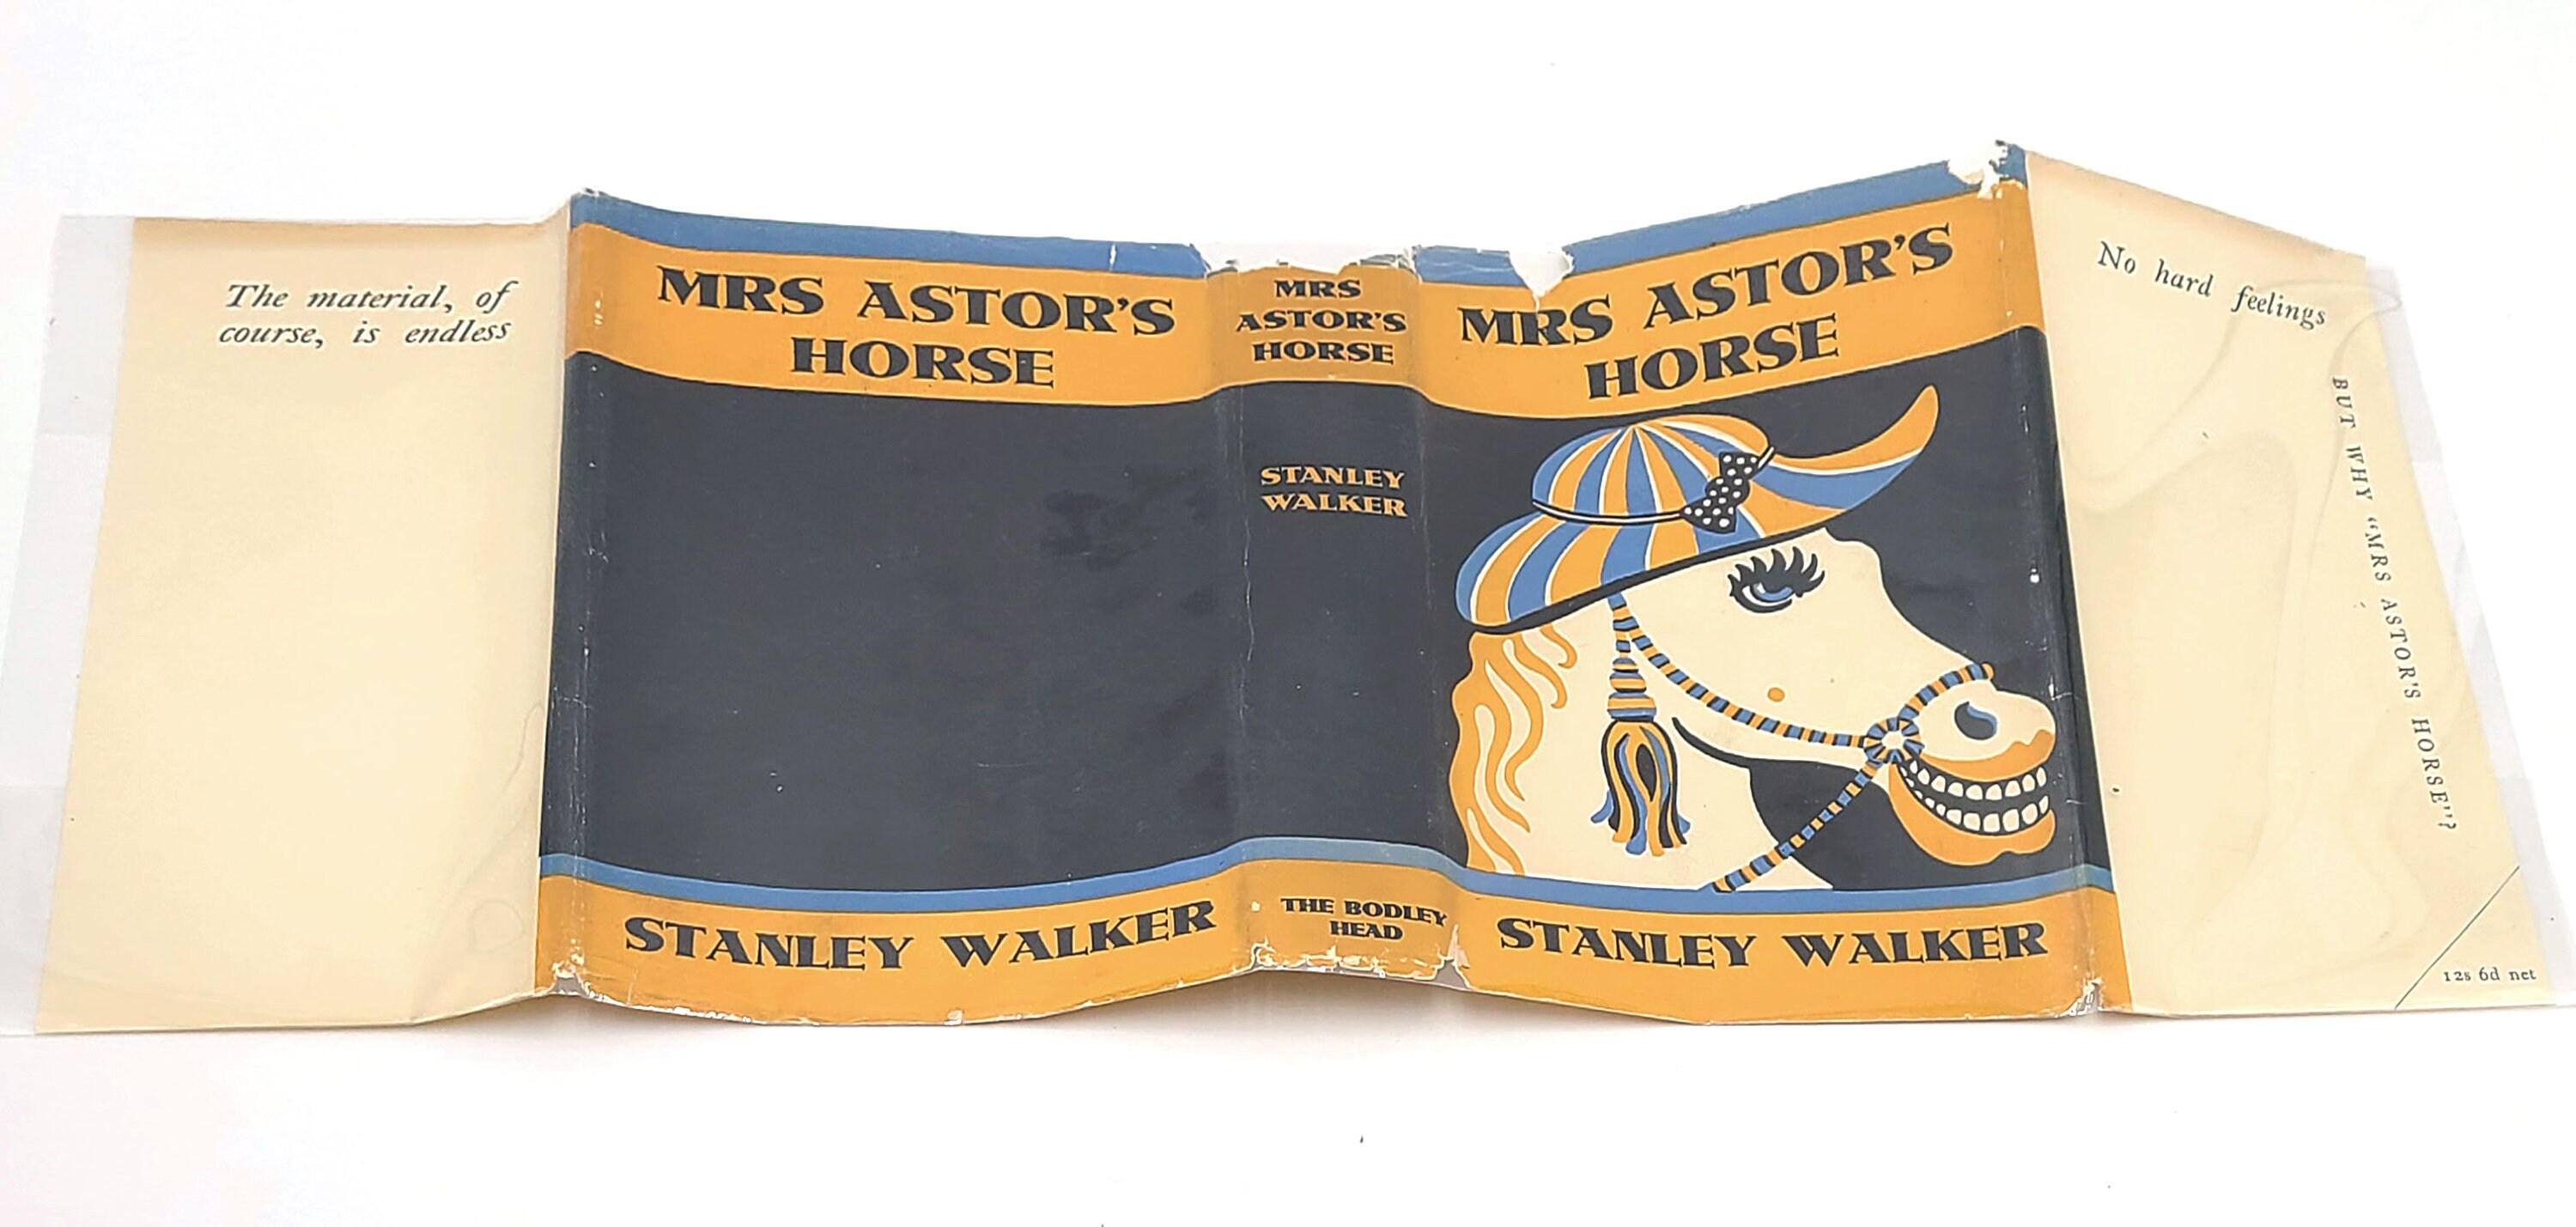 The material, of
course, is endless
MRS ASTOR'S
HORSE
STANLEY WALKER
MRS
ASTOR'S
HORSE
STANLEY
WALKER
THE BODLEY
HEAD
MRS ASTOR'S
HORSE
STANLEY WALKER
No hard feelings
BUT WHY "MRS ASTOR'S HORSE"?
12s 6d net